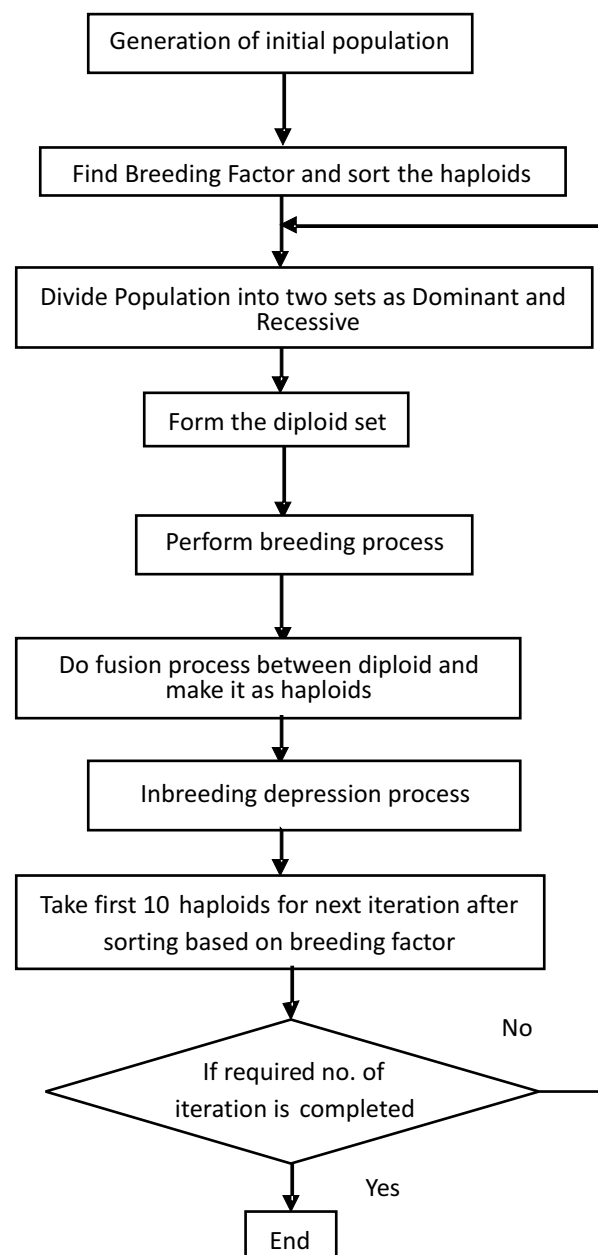 Generation of initial population
Find Breeding Factor and sort the haploids
Divide Population into two sets as Dominant and
Recessive
Form the diploid set
Perform breeding process
Do fusion process between diploid and
make it as haploids
Inbreeding depression process
Take first 10 haploids for next iteration after
sorting based on breeding factor
No
If required no. of
iteration is completed
Yes
End